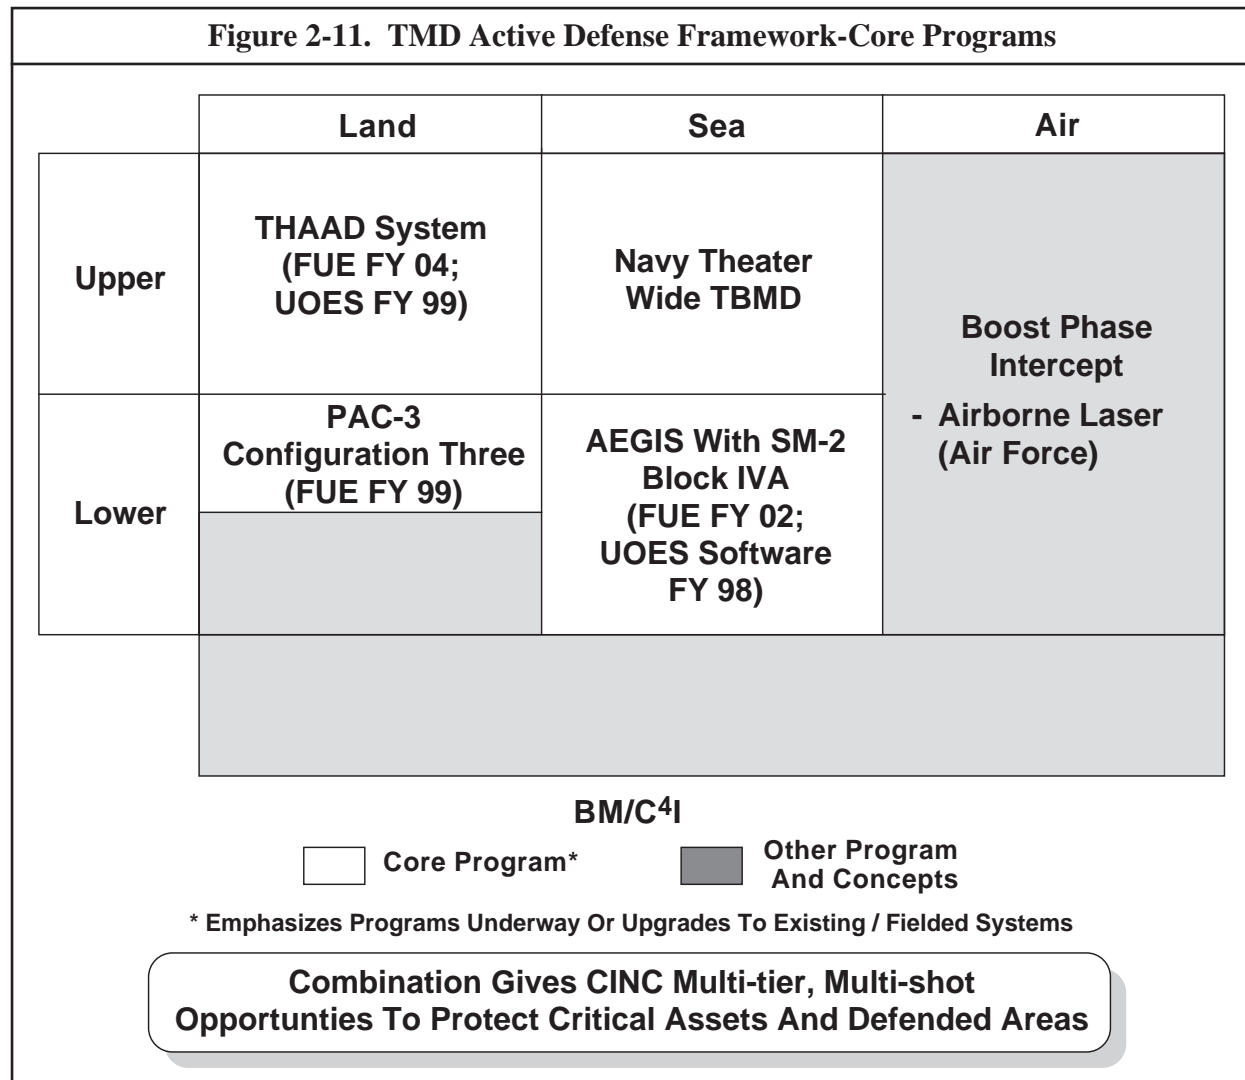 Figure 2-11. TMD Active Defense Framework-Core Programs
Land
Sea
Air
Upper
THAAD System
(FUE FY 04;
UOES FY 99)
Navy Theater
Wide TBMD
Boost Phase
Intercept
- Airborne Laser
(Air Force)
Lower
PAC-3
Configuration Three
(FUE FY 99)
AEGIS With SM-2
Block IVA
(FUE FY 02;
UOES Software
FY 98)
BM/C⁴I
Core Program*
Other Program
And Concepts
* Emphasizes Programs Underway Or Upgrades To Existing / Fielded Systems
Combination Gives CINC Multi-tier, Multi-shot
Opportunties To Protect Critical Assets And Defended Areas